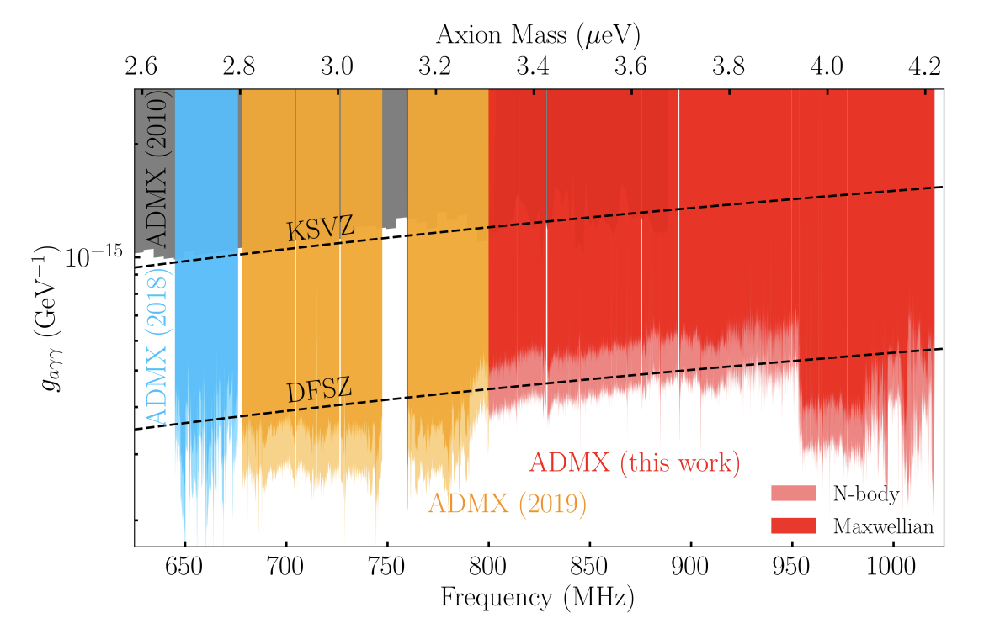 Axion Mass (μeV)
2.6 2.8 3.0 3.2 3.4 3.6 3.8 4.0 4.2
ADMX (2010)
KSVZ
10⁻¹⁵
g_{aγγ} (GeV⁻¹)
ADMX (2018)
DFSZ
ADMX (this work)
ADMX (2019)
N-body
Maxwellian
650 700 750 800 850 900 950 1000
Frequency (MHz)